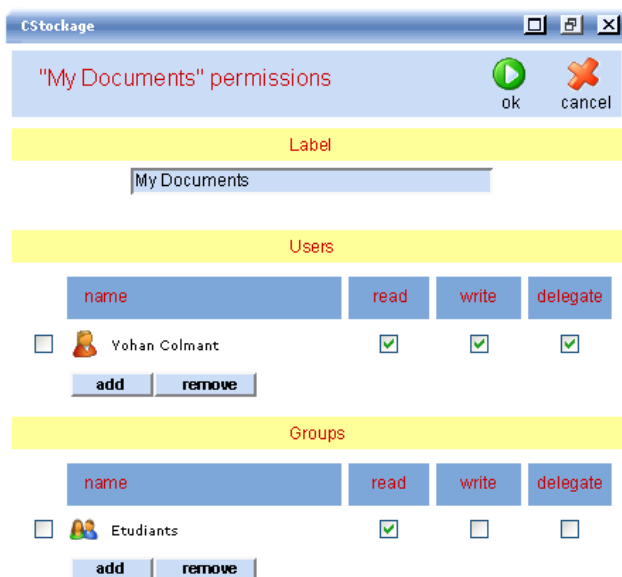 CStockage
"My Documents" permissions
ok cancel
Label
My Documents
Users
name read write delegate
Yohan Colmant
add remove
Groups
name read write delegate
Etudiants
add remove